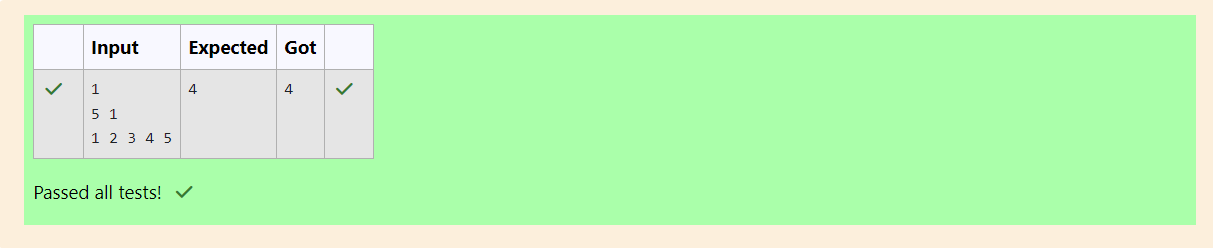 Input Expected Got
1 4 4
5 1
1 2 3 4 5
Passed all tests!